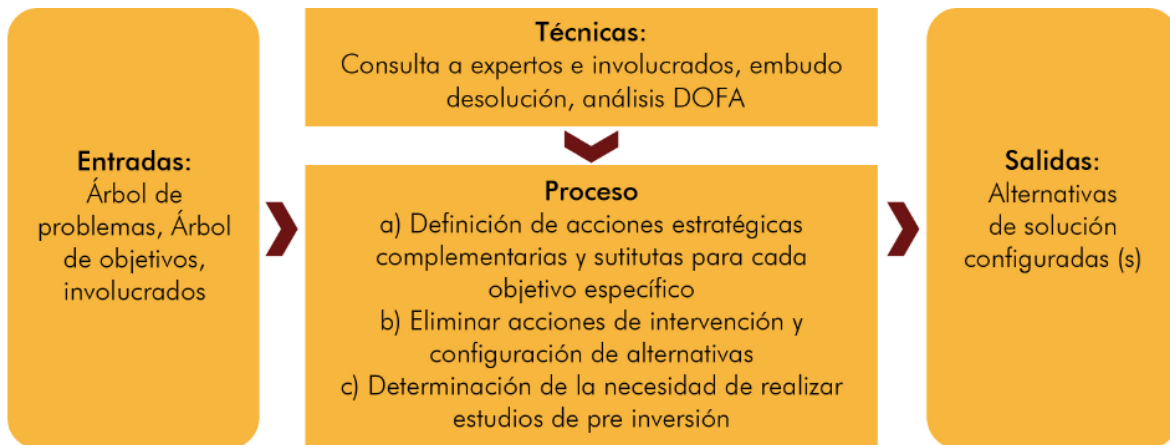 Entradas:
Árbol de
problemas, Árbol
de objetivos,
involucrados
Técnicas:
Consulta a expertos e involucrados, embudo
desolución, análisis DOFA
Proceso
a) Definición de acciones estratégicas
complementarias y sutitutas para cada
objetivo específico
b) Eliminar acciones de intervención y
configuración de alternativas
c) Determinación de la necesidad de realizar
estudios de pre inversión
Salidas:
Alternativas
de solución
configuradas (s)